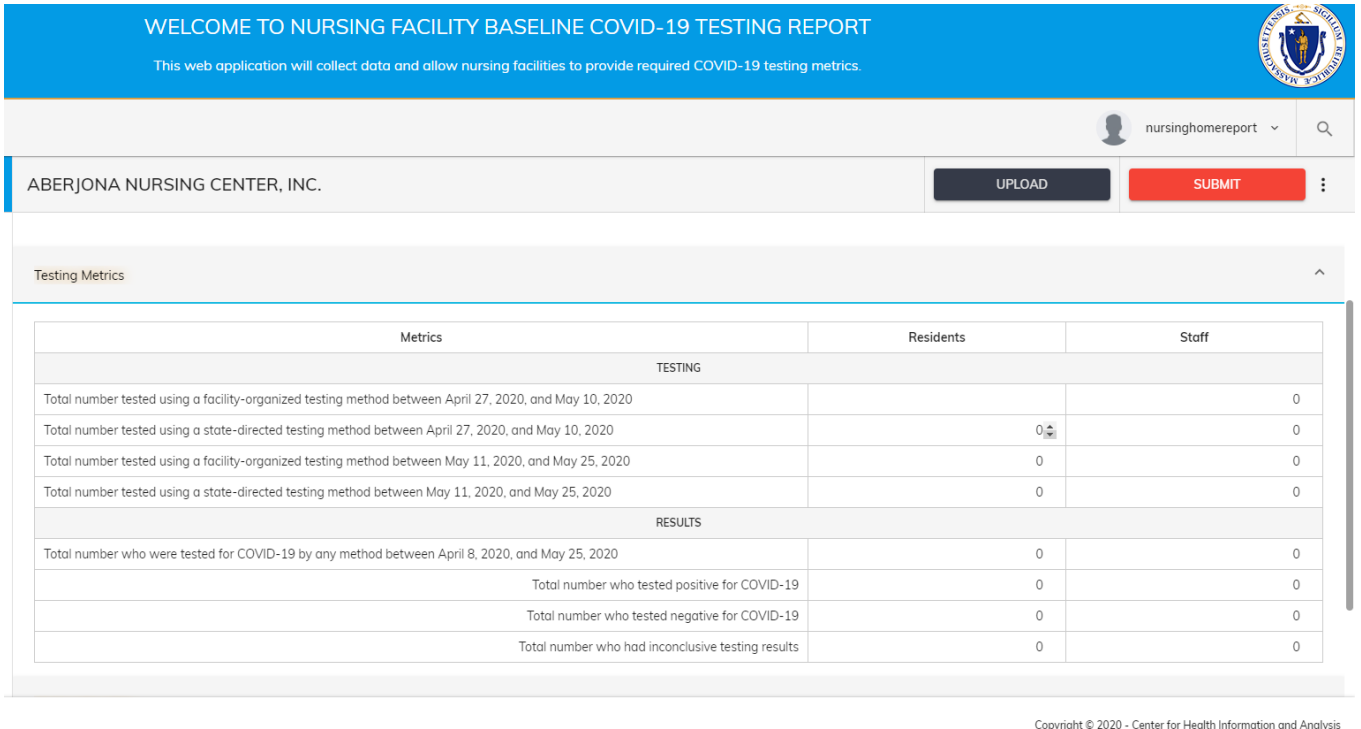 WELCOME TO NURSING FACILITY BASELINE COVID-19 TESTING REPORT
This web application will collect data and allow nursing facilities to provide required COVID-19 testing metrics.
nursinghomereport
ABERJONA NURSING CENTER, INC. UPLOAD SUBMIT
Testing Metrics
Metrics Residents Staff
TESTING
Total number tested using a facility-organized testing method between April 27, 2020, and May 10, 2020 0
Total number tested using a state-directed testing method between April 27, 2020, and May 10, 2020 0 0
Total number tested using a facility-organized testing method between May 11, 2020, and May 25, 2020 0 0
Total number tested using a state-directed testing method between May 11, 2020, and May 25, 2020 0 0
RESULTS
Total number who were tested for COVID-19 by any method between April 8, 2020, and May 25, 2020 0 0
Total number who tested positive for COVID-19 0 0
Total number who tested negative for COVID-19 0 0
Total number who had inconclusive testing results 0 0
Copyright © 2020 - Center for Health Information and Analysis